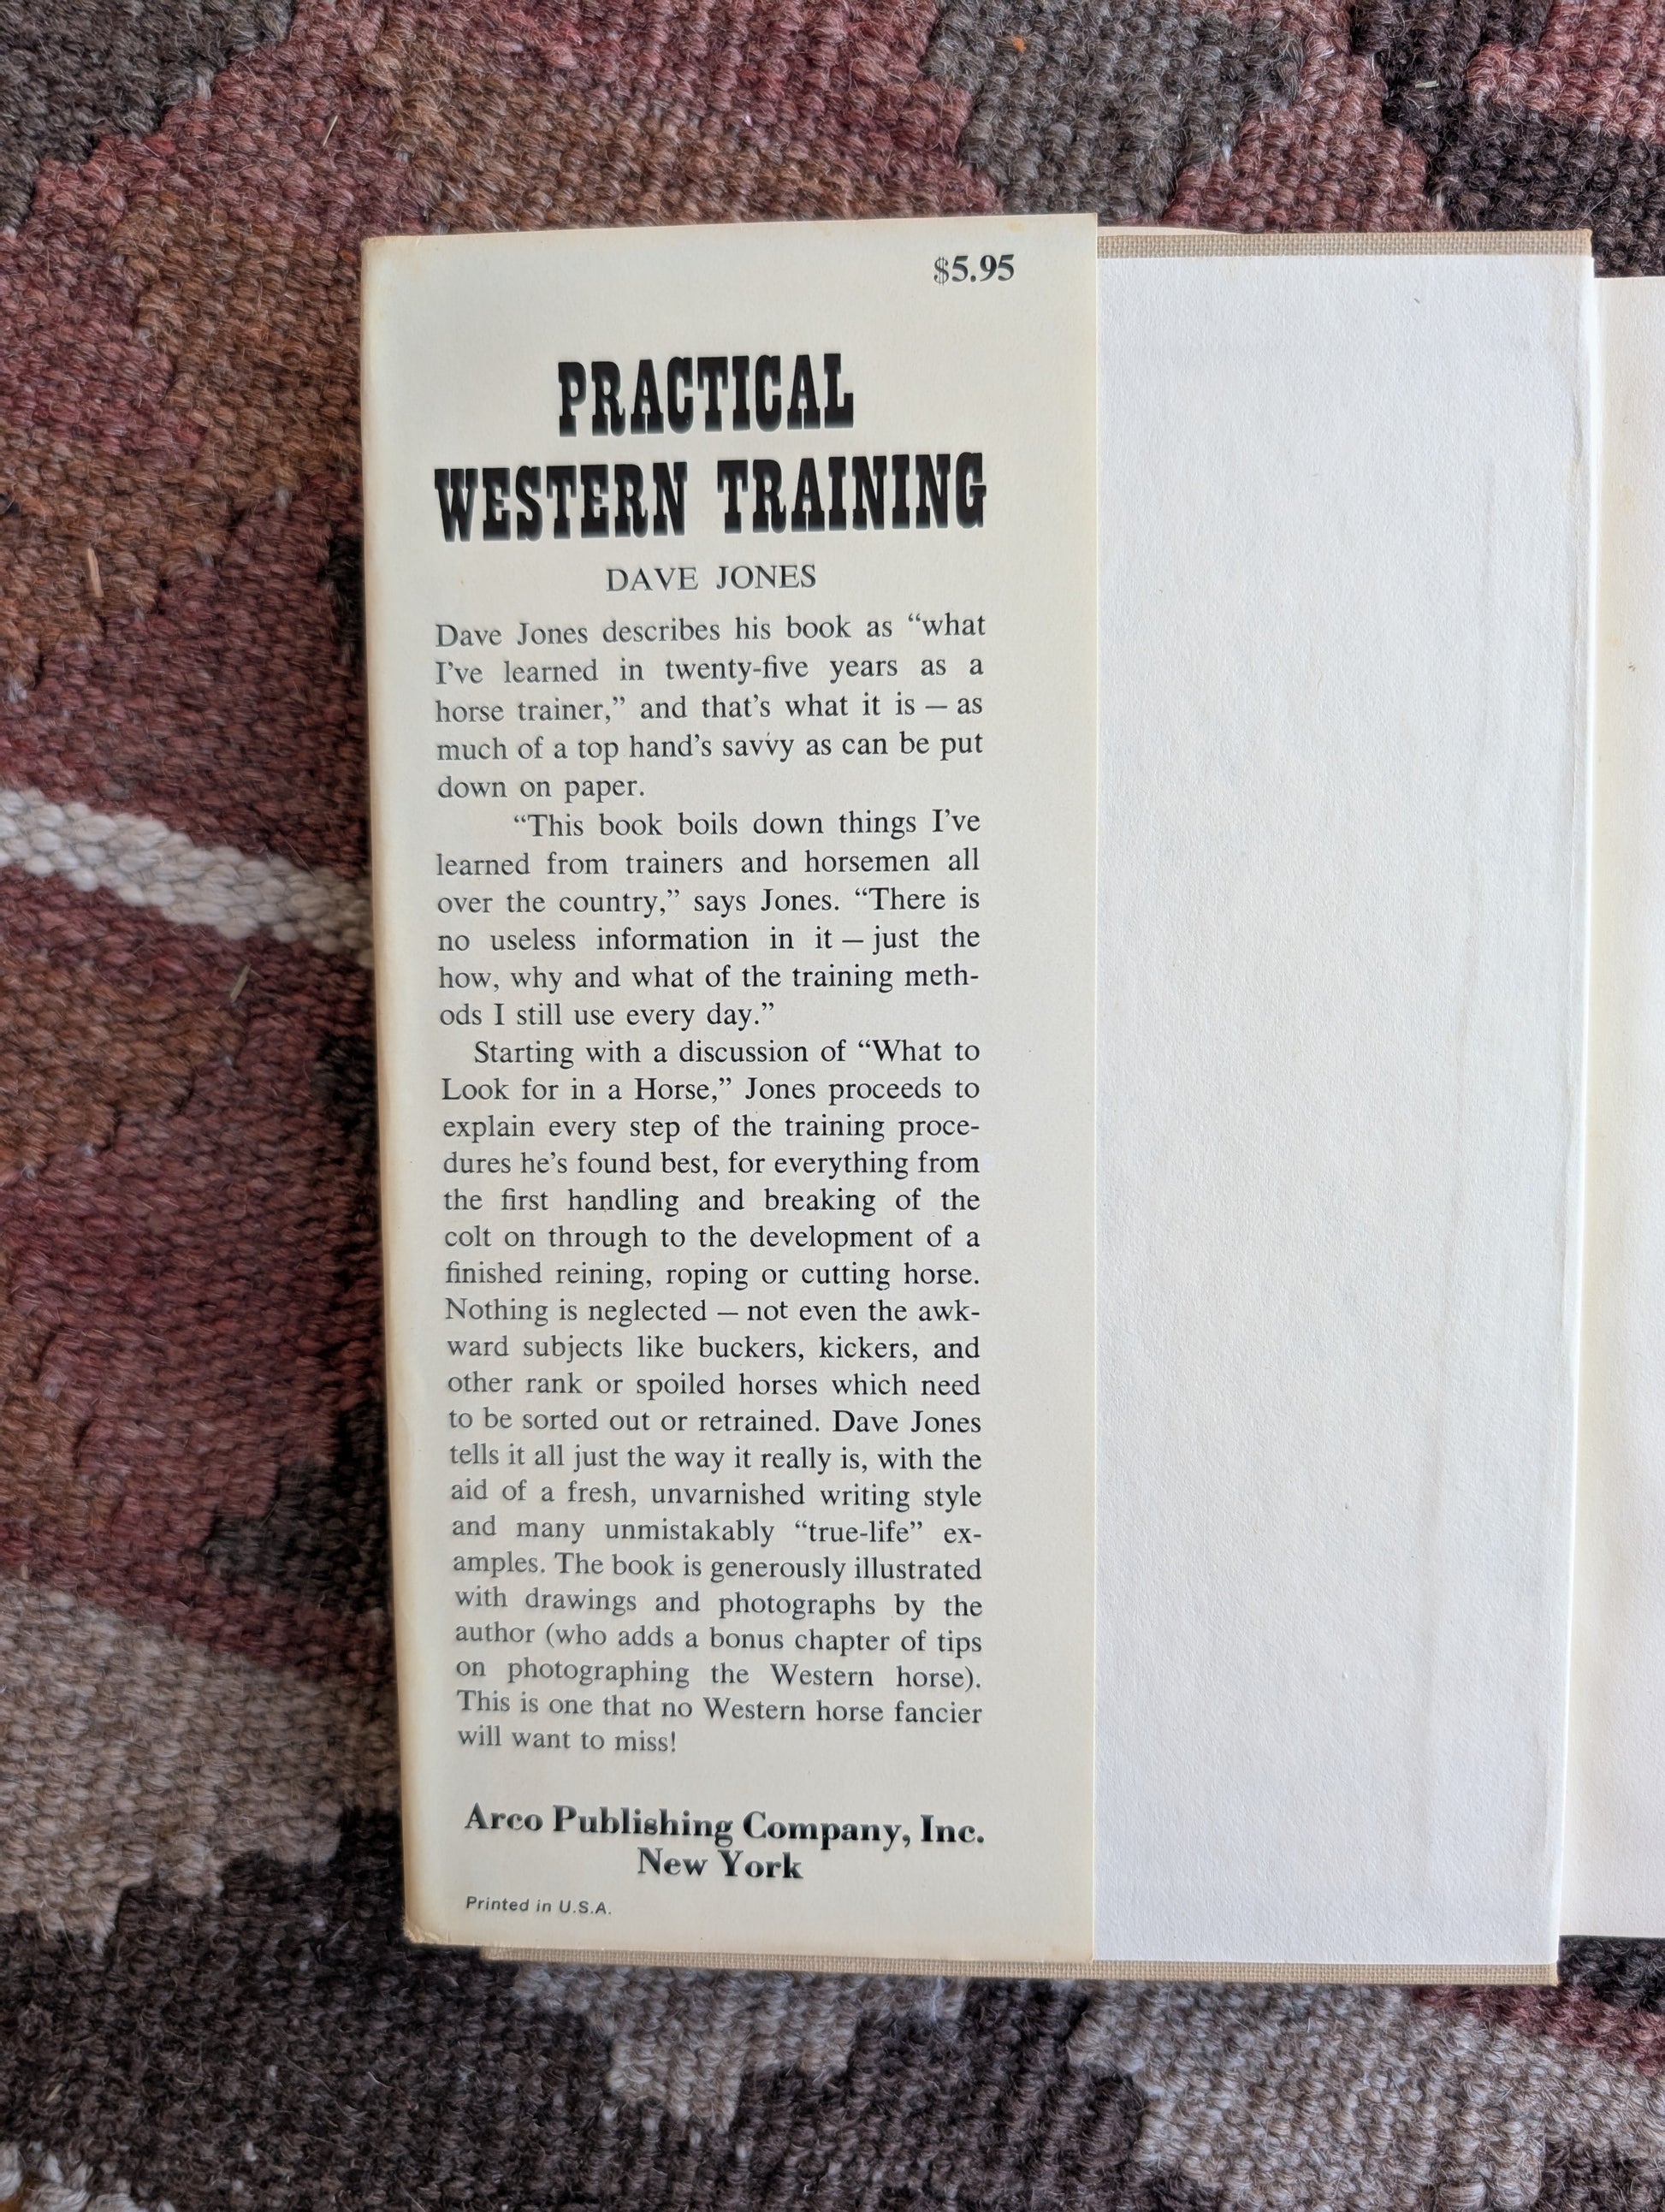 $5.95
PRACTICAL
WESTERN TRAINING
DAVE JONES
Dave Jones describes his book as “what
I’ve learned in twenty-five years as a
horse trainer,” and that’s what it is — as
much of a top hand’s savvy as can be put
down on paper.
“This book boils down things I’ve
learned from trainers and horsemen all
over the country,” says Jones. “There is
no useless information in it — just the
how, why and what of the training meth-
ods I still use every day.”
Starting with a discussion of “What to
Look for in a Horse,” Jones proceeds to
explain every step of the training proce-
dures he’s found best, for everything from
the first handling and breaking of the
colt on through to the development of a
finished reining, roping or cutting horse.
Nothing is neglected — not even the awk-
ward subjects like buckers, kickers, and
other rank or spoiled horses which need
to be sorted out or retrained. Dave Jones
tells it all just the way it really is, with the
aid of a fresh, unvarnished writing style
and many unmistakably “true-life” ex-
amples. The book is generously illustrated
with drawings and photographs by the
author (who adds a bonus chapter of tips
on photographing the Western horse).
This is one that no Western horse fancier
will want to miss!
Arco Publishing Company, Inc.
New York
Printed in U.S.A.